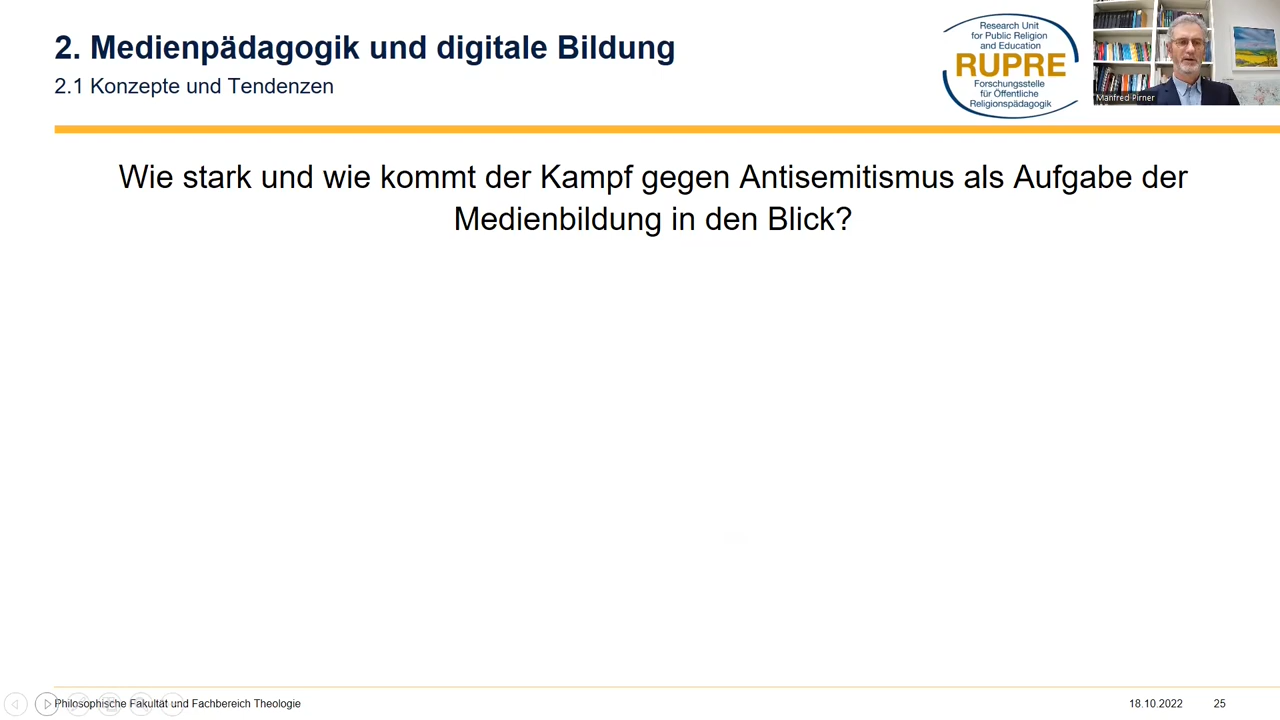 2. Medienpädagogik und digitale Bildung
2.1 Konzepte und Tendenzen
Research Unit
for Public Religion
and Education
RUPRE
Forschungsstelle
für Öffentliche
Religionspädagogik
Manfred Pirner
Wie stark und wie kommt der Kampf gegen Antisemitismus als Aufgabe der
Medienbildung in den Blick?
Philosophische Fakultät und Fachbereich Theologie
18.10.2022
25